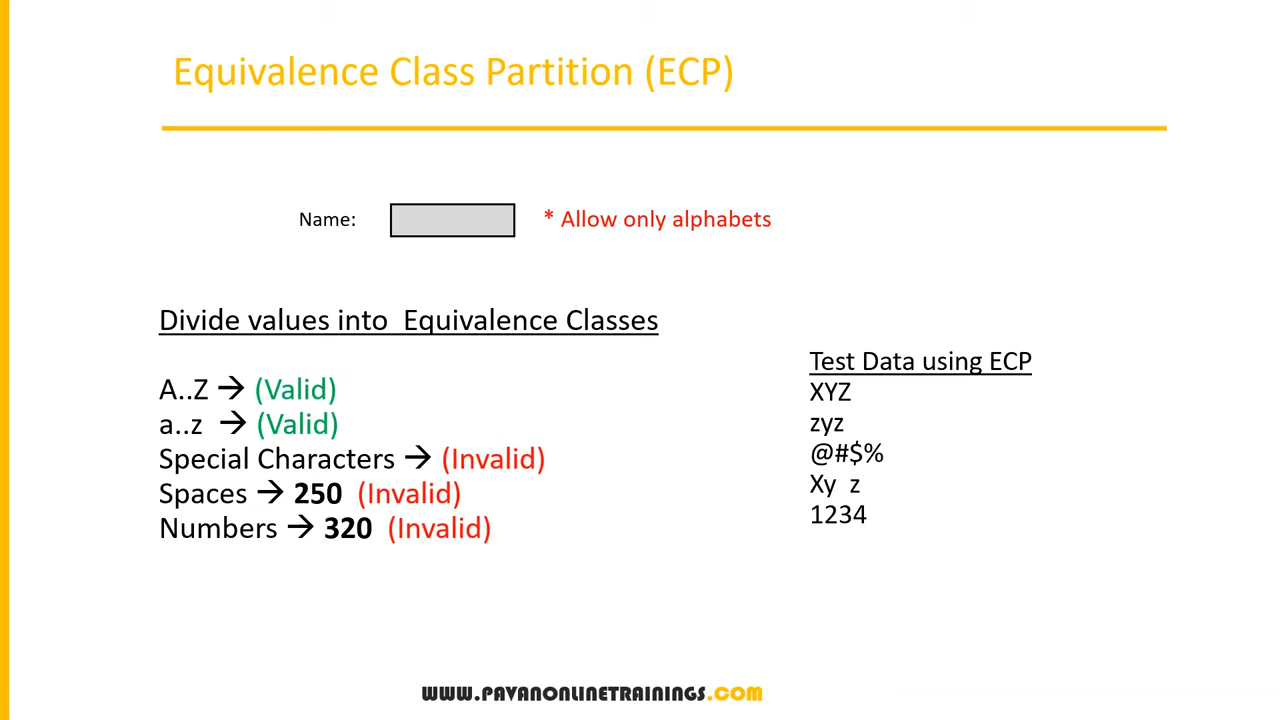 Equivalence Class Partition (ECP)
Name:
* Allow only alphabets
Divide values into  Equivalence Classes
A..Z → (Valid)
a..z → (Valid)
Special Characters → (Invalid)
Spaces → 250 (Invalid)
Numbers → 320 (Invalid)
Test Data using ECP
XYZ
zyz
@#$%
Xy  z
1234
WWW.PAVANONLINETRAININGS.COM